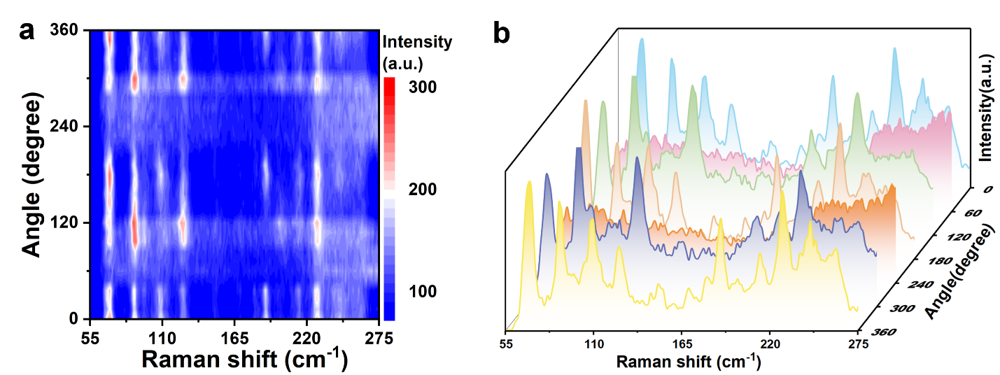 a
360
240
120
0
Angle (degree)
55 110 165 220 275
Raman shift (cm-1)
Intensity
(a.u.)
300
200
100
b
Intensity(a.u.)
0
60
120
180
240
300
360
Angle(degree)
55 110 165 220 275
Raman shift (cm-1)